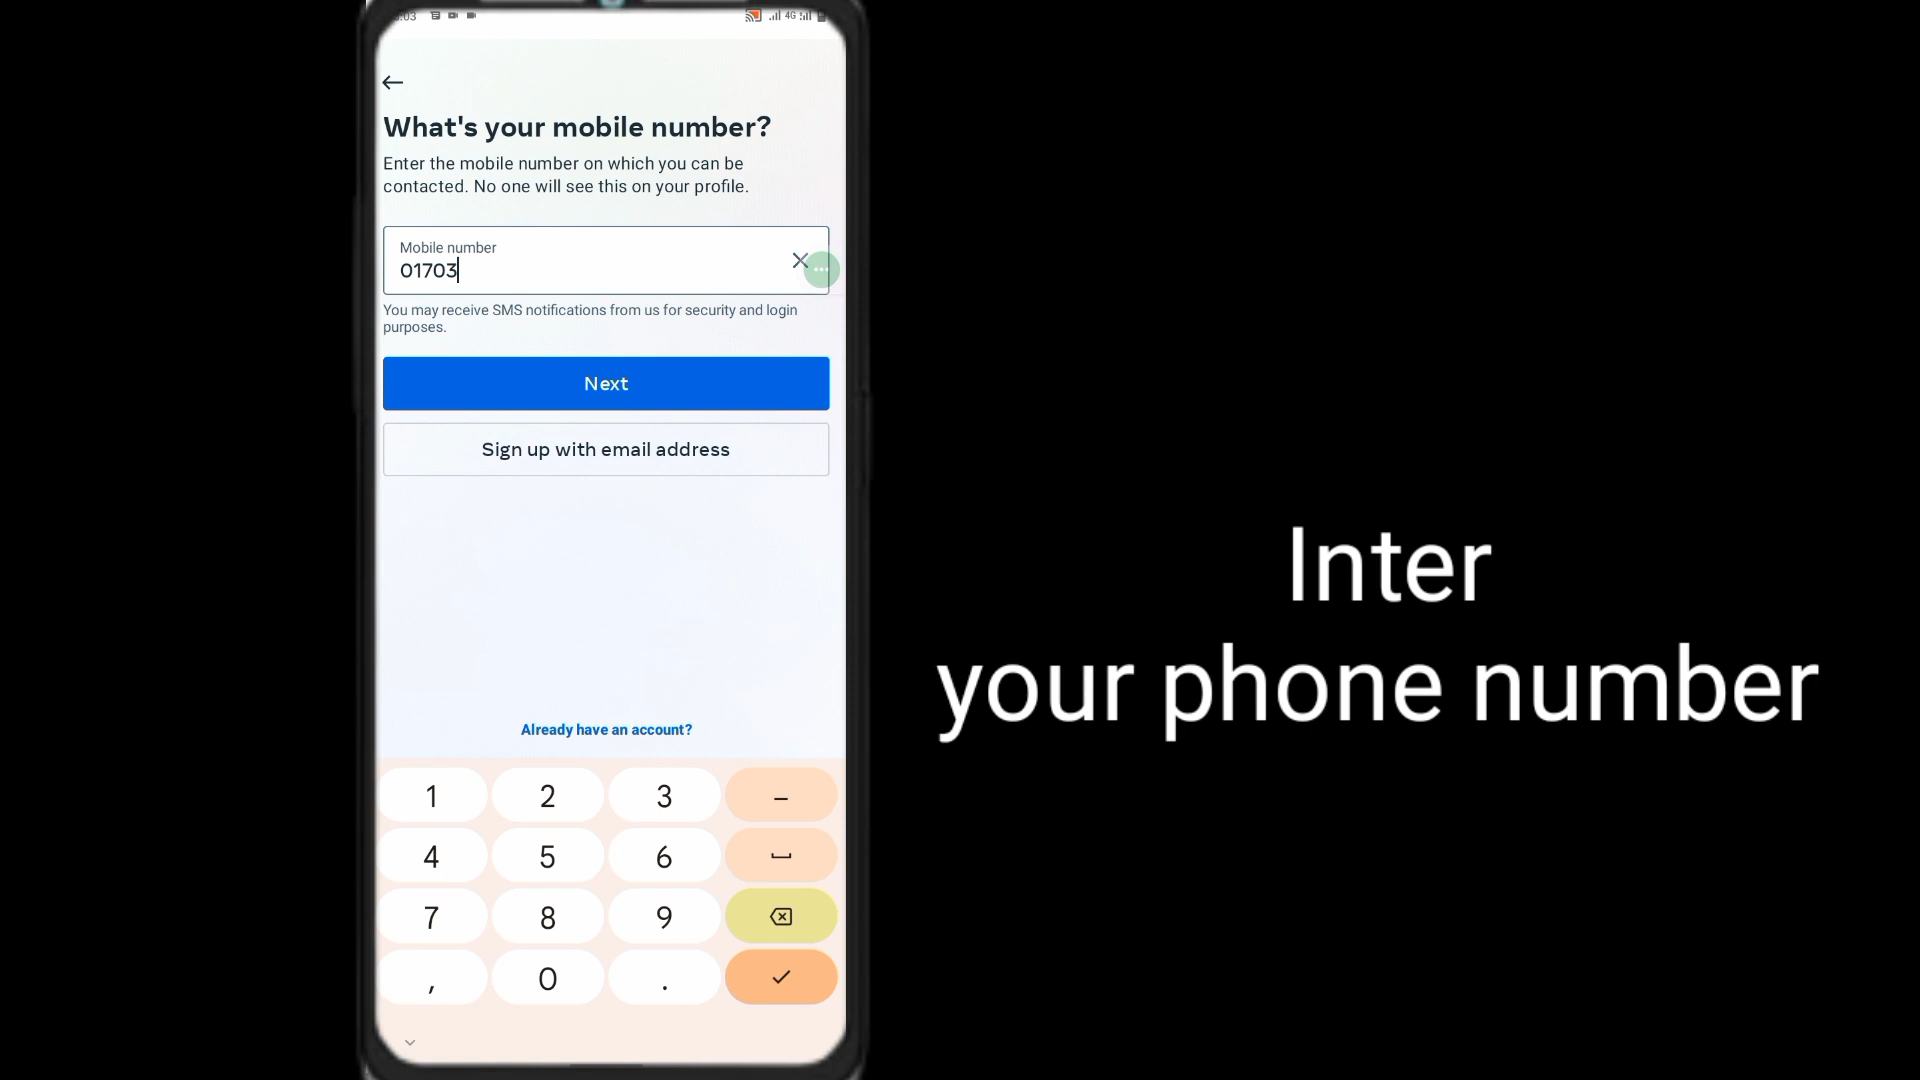 :03
4G
What's your mobile number?
Enter the mobile number on which you can be
contacted. No one will see this on your profile.
Mobile number
01703
You may receive SMS notifications from us for security and login
purposes.
Next
Sign up with email address
Already have an account?
1 2 3 –
4 5 6
7 8 9
, 0 .
Inter
your phone number